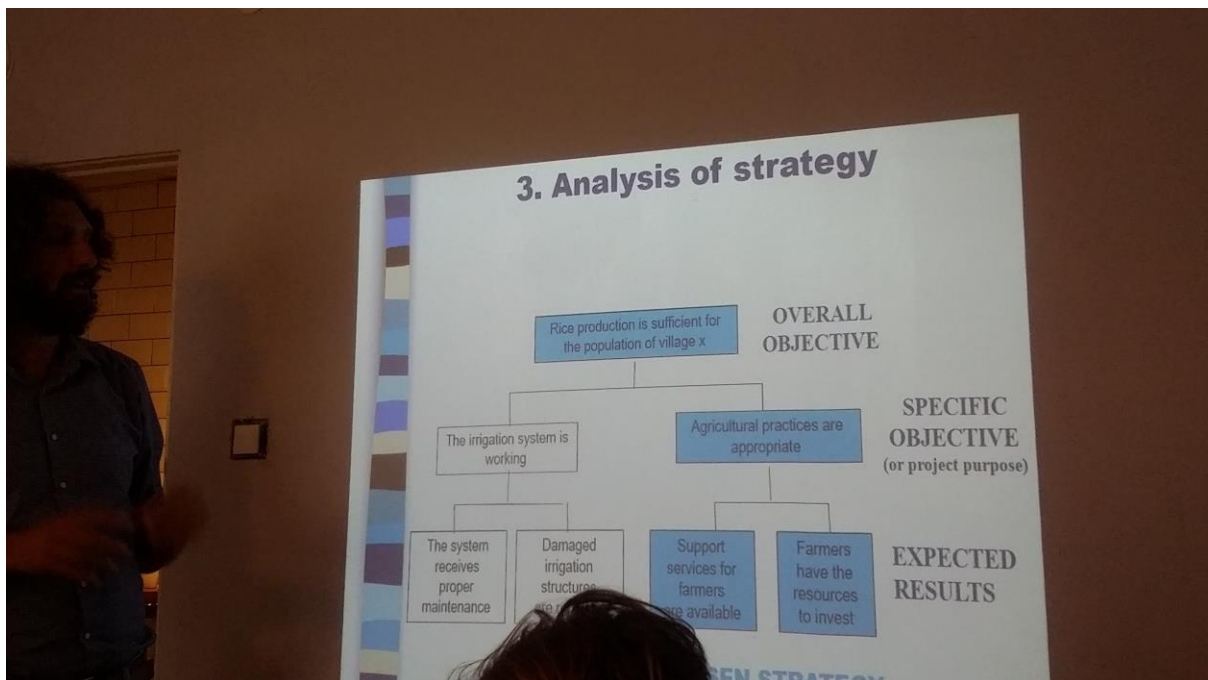 3. Analysis of strategy
Rice production is sufficient for
the population of village x
OVERALL
OBJECTIVE
The irrigation system is
working
Agricultural practices are
appropriate
SPECIFIC
OBJECTIVE
(or project purpose)
The system
receives
proper
maintenance
Damaged
irrigation
structures
Support
services for
farmers
are available
Farmers
have the
resources
to invest
EXPECTED
RESULTS
STRATEGY